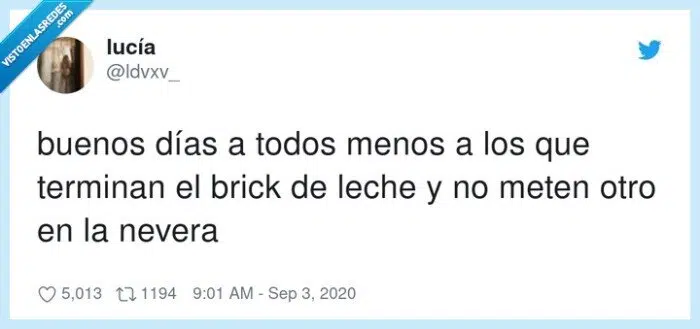 VISTOENLASREDES
.com
lucía
@ldvxv_
buenos días a todos menos a los que
terminan el brick de leche y no meten otro
en la nevera
5,013 1194 9:01 AM - Sep 3, 2020